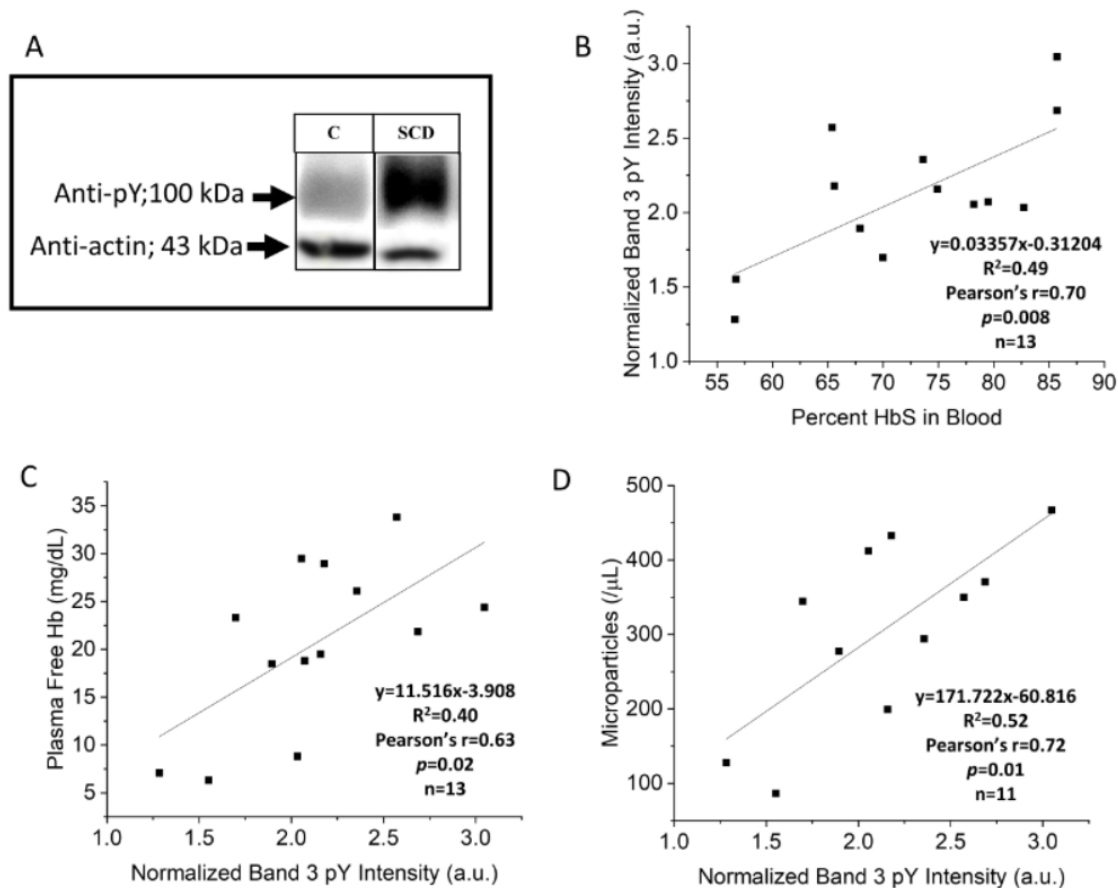 A
C SCD
Anti-pY;100 kDa
Anti-actin; 43 kDa
B
Normalized Band 3 pY Intensity (a.u.)
3.0
2.5
2.0
1.5
1.0
y=0.03357x-0.31204
R²=0.49
Pearson's r=0.70
p=0.008
n=13
55 60 65 70 75 80 85 90
Percent HbS in Blood
C
Plasma Free Hb (mg/dL)
35
30
25
20
15
10
5
y=11.516x-3.908
R²=0.40
Pearson's r=0.63
p=0.02
n=13
1.0 1.5 2.0 2.5 3.0
Normalized Band 3 pY Intensity (a.u.)
D
Microparticles (/μL)
500
400
300
200
100
y=171.722x-60.816
R²=0.52
Pearson's r=0.72
p=0.01
n=11
1.0 1.5 2.0 2.5 3.0
Normalized Band 3 pY Intensity (a.u.)